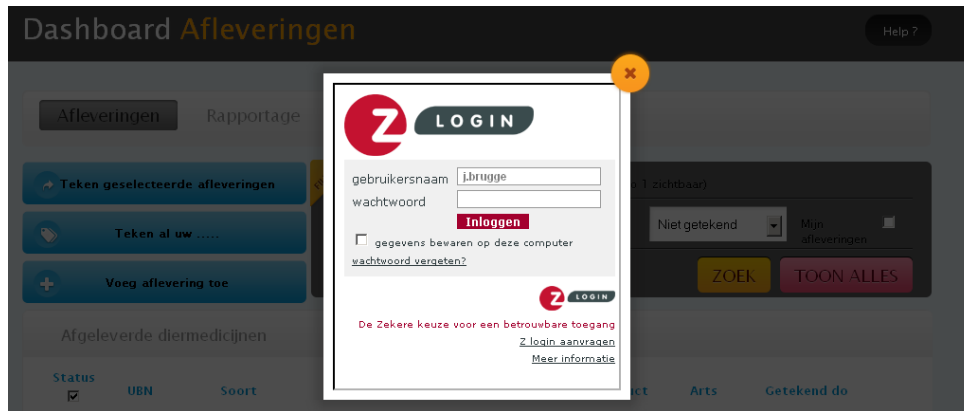 Dashboard Afleveringen
Help ?
Afleveringen
Rapportage
Z LOGIN
Teken geselecteerde afleveringen
1 zichtbaar)
gebruikersnaam j.brugge
wachtwoord
Teken al uw .....
Niet getekend
Mijn afleveringen
Inloggen
gegevens bewaren op deze computer
wachtwoord vergeten?
Voeg aflevering toe
ZOEK
TOON ALLES
Z LOGIN
De Zekere keuze voor een betrouwbare toegang
Z login aanvragen
Meer informatie
Afgeleverde diermedicijnen
Status
UBN
Soort
Arts
Getekend do